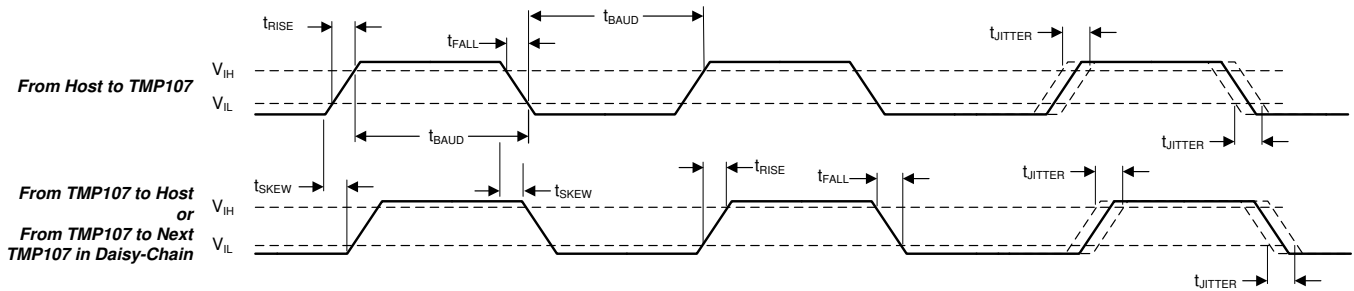 tRISE
tFALL
tBAUD
tJITTER
From Host to TMP107
VIH
VIL
tBAUD
tJITTER
tSKEW
tSKEW
tRISE
tFALL
tJITTER
From TMP107 to Host
or
From TMP107 to Next
TMP107 in Daisy-Chain
VIH
VIL
tJITTER